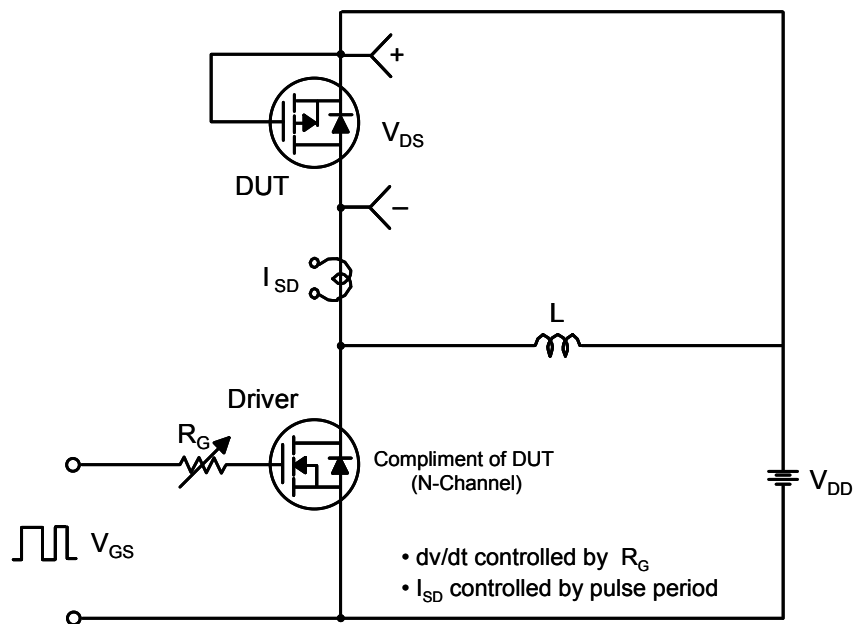 +
V_DS
DUT
–
I_SD
L
Driver
R_G
Compliment of DUT
(N-Channel)
V_DD
V_GS
• dv/dt controlled by R_G
• I_SD controlled by pulse period